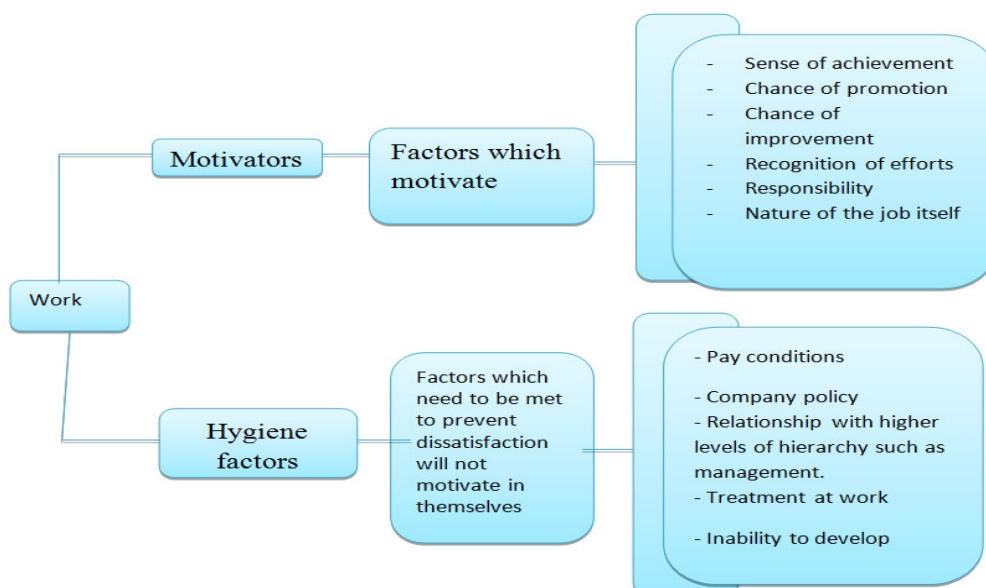 Work
Motivators
Factors which
motivate
- Sense of achievement
- Chance of promotion
- Chance of
improvement
- Recognition of efforts
- Responsibility
- Nature of the job itself
Hygiene
factors
Factors which
need to be met
to prevent
dissatisfaction
will not
motivate in
themselves
- Pay conditions
- Company policy
- Relationship with higher
levels of hierarchy such as
management.
- Treatment at work
- Inability to develop